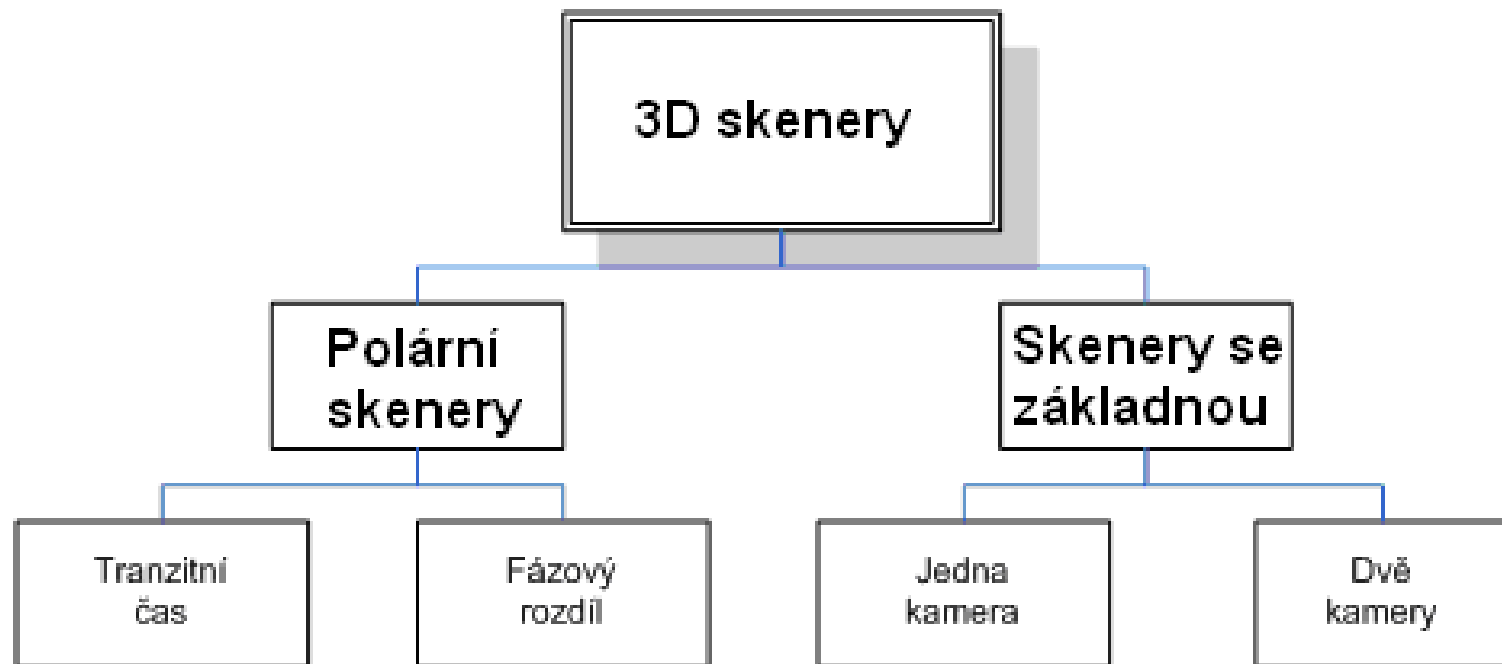 3D skenery
Polární
skenery
Skenery se
základnou
Tranzitní
čas
Fázový
rozdíl
Jedna
kamera
Dvě
kamery